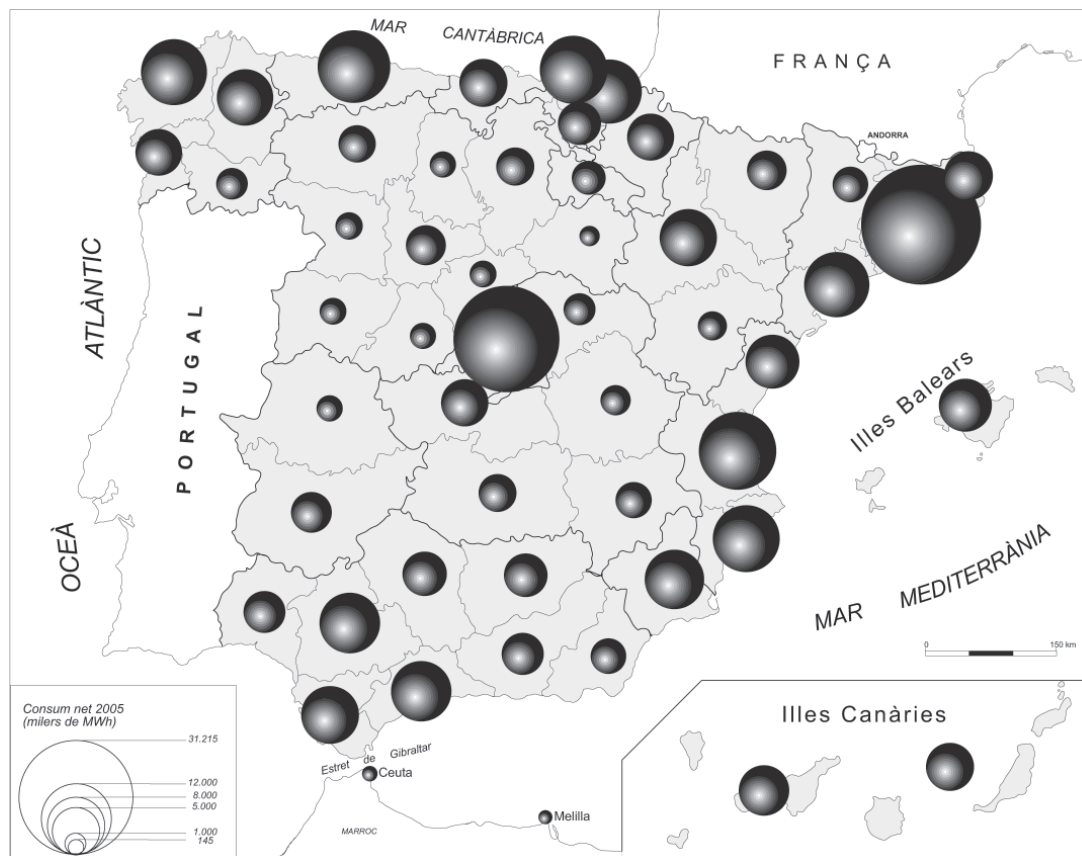 MAR CANTÀBRICA
FRANÇA
ANDORRA
ATLÀNTIC
PORTUGAL
OCEÀ
Illes Balears
MAR MEDITERRÀNIA
0 150 km
Consum net 2005
(milers de MWh)
31.215
12.000
8.000
5.000
1.000
145
Estret de Gibraltar
Ceuta
MARROC
Melilla
Illes Canàries